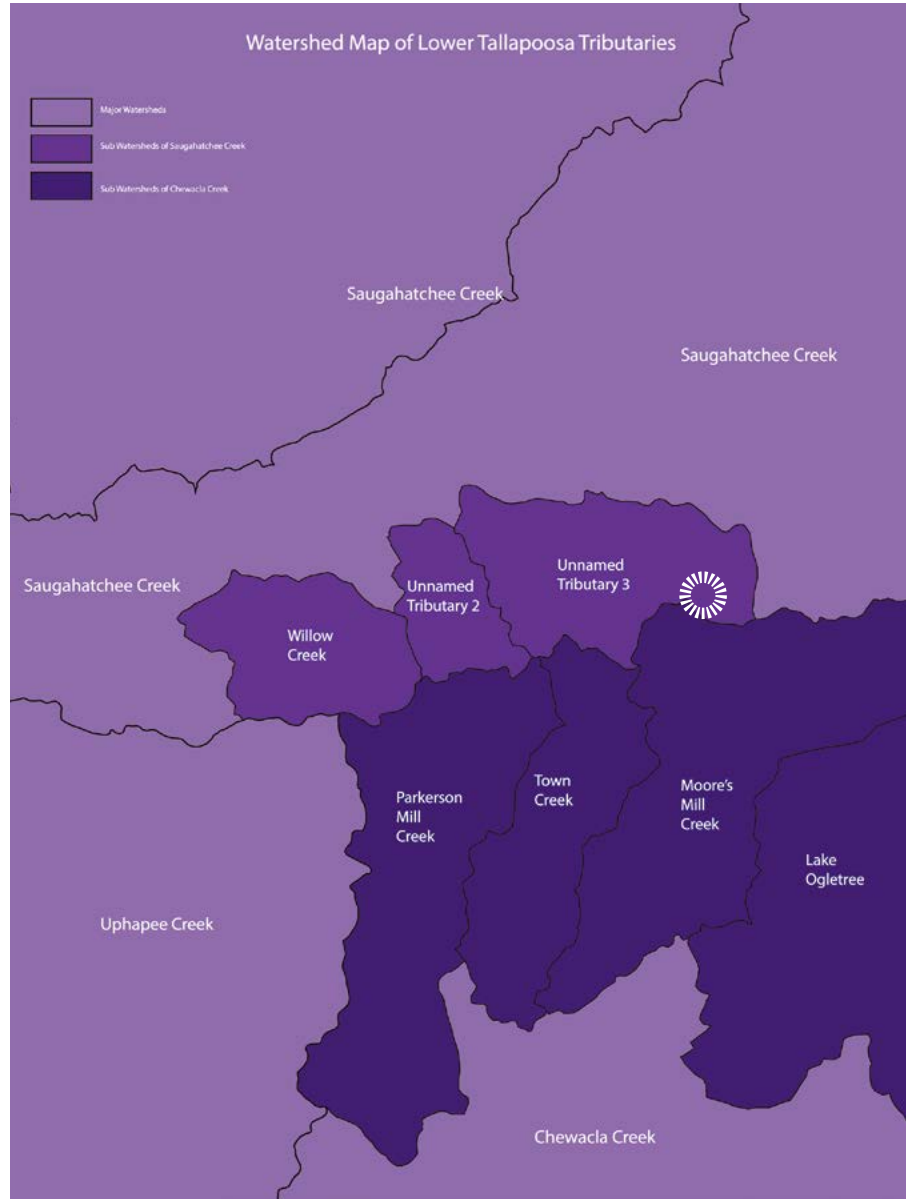 Watershed Map of Lower Tallapoosa Tributaries
Major Watersheds
Sub Watersheds of Saugahatchee Creek
Sub Watersheds of Chewacla Creek
Saugahatchee Creek
Saugahatchee Creek
Saugahatchee Creek
Unnamed
Tributary 2
Unnamed
Tributary 3
Willow
Creek
Parkerson
Mill
Creek
Town
Creek
Moore's
Mill
Creek
Lake
Ogletree
Uphapee Creek
Chewacla Creek